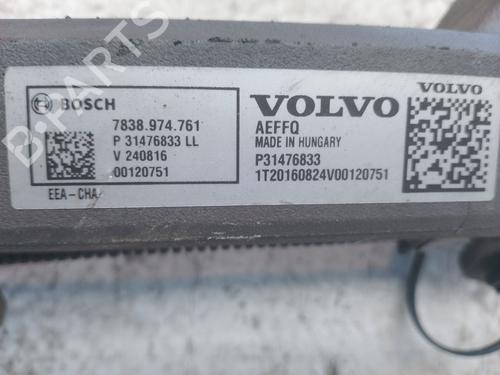 BOSCH
7838.974.761
P 31476833 LL
V 240816
00120751
EEA-CHA
VOLVO
AEFFQ
MADE IN HUNGARY
P31476833
1T20160824V00120751
VOLVO
B-PARTS